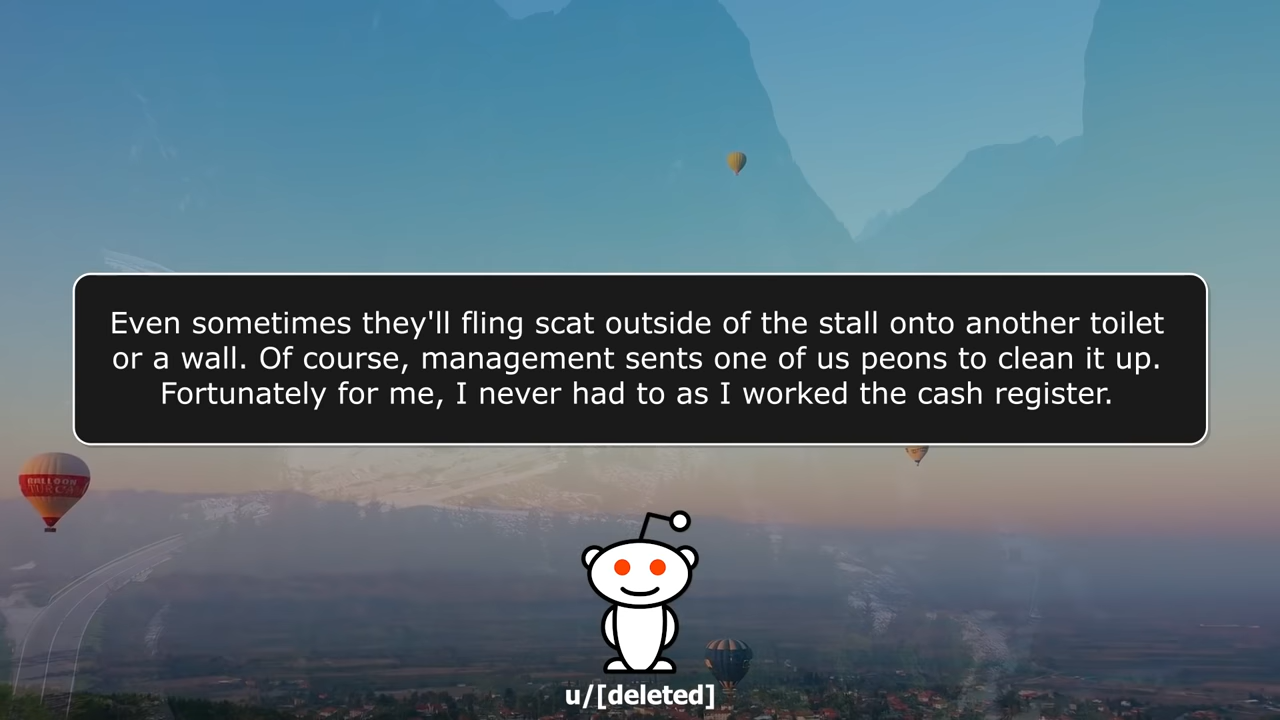 Even sometimes they'll fling scat outside of the stall onto another toilet
or a wall. Of course, management sents one of us peons to clean it up.
Fortunately for me, I never had to as I worked the cash register.
BALLOON
TURCA
u/[deleted]